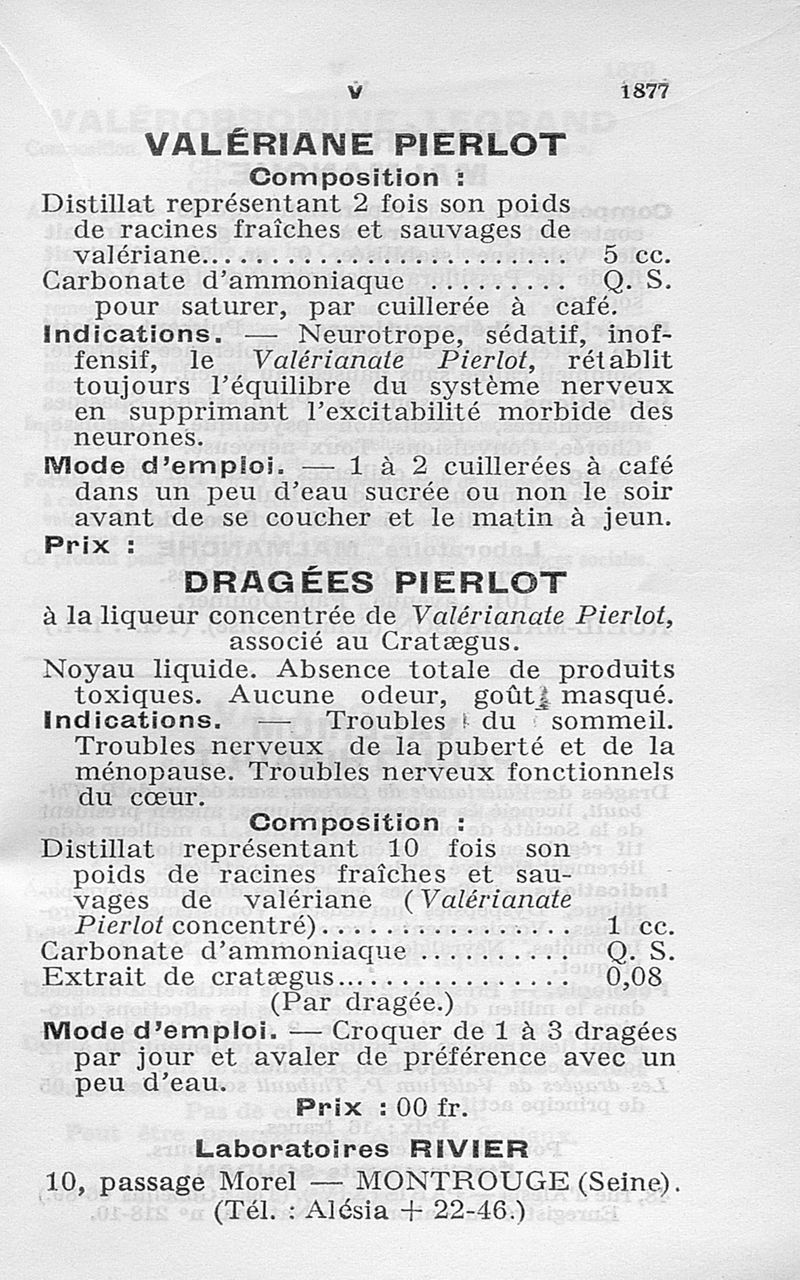 V 1877
VALÉRIANE PIERLOT
Composition :
Distillat représentant 2 fois son poids
de racines fraîches et sauvages de
valériane...................... 5 cc.
Carbonate d'ammoniaque ......... Q. S.
pour saturer, par cuillerée à café.
Indications. — Neurotrope, sédatif, inof-
fensif, le Valérianate Pierlot, rétablit
toujours l'équilibre du système nerveux
en supprimant l'excitabilité morbide des
neurones.
Mode d'emploi. — 1 à 2 cuillerées à café
dans un peu d'eau sucrée ou non le soir
avant de se coucher et le matin à jeun.
Prix :
DRAGÉES PIERLOT
à la liqueur concentrée de Valérianate Pierlot,
associé au Cratægus.
Noyau liquide. Absence totale de produits
toxiques. Aucune odeur, goût masqué.
Indications. — Troubles du sommeil.
Troubles nerveux de la puberté et de la
ménopause. Troubles nerveux fonctionnels
du cœur.
Composition :
Distillat représentant 10 fois son
poids de racines fraîches et sau-
vages de valériane (Valérianate
Pierlot concentré)............... 1 cc.
Carbonate d'ammoniaque .......... Q. S.
Extrait de cratægus................. 0,08
(Par dragée.)
Mode d'emploi. — Croquer de 1 à 3 dragées
par jour et avaler de préférence avec un
peu d'eau.
Prix : 00 fr.
Laboratoires RIVIER
10, passage Morel — MONTROUGE (Seine).
(Tél. : Alésia + 22-46.)